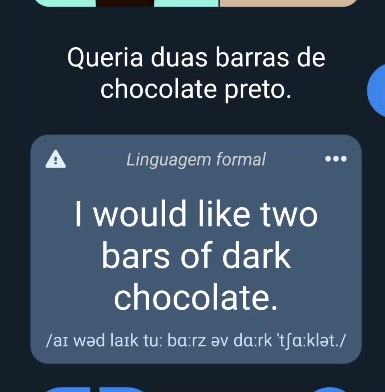 Queria duas barras de
chocolate preto.
Linguagem formal
I would like two
bars of dark
chocolate.
/aɪ wəd laɪk tuː bɑːrz əv dɑːrk ˈtʃɑːklət./